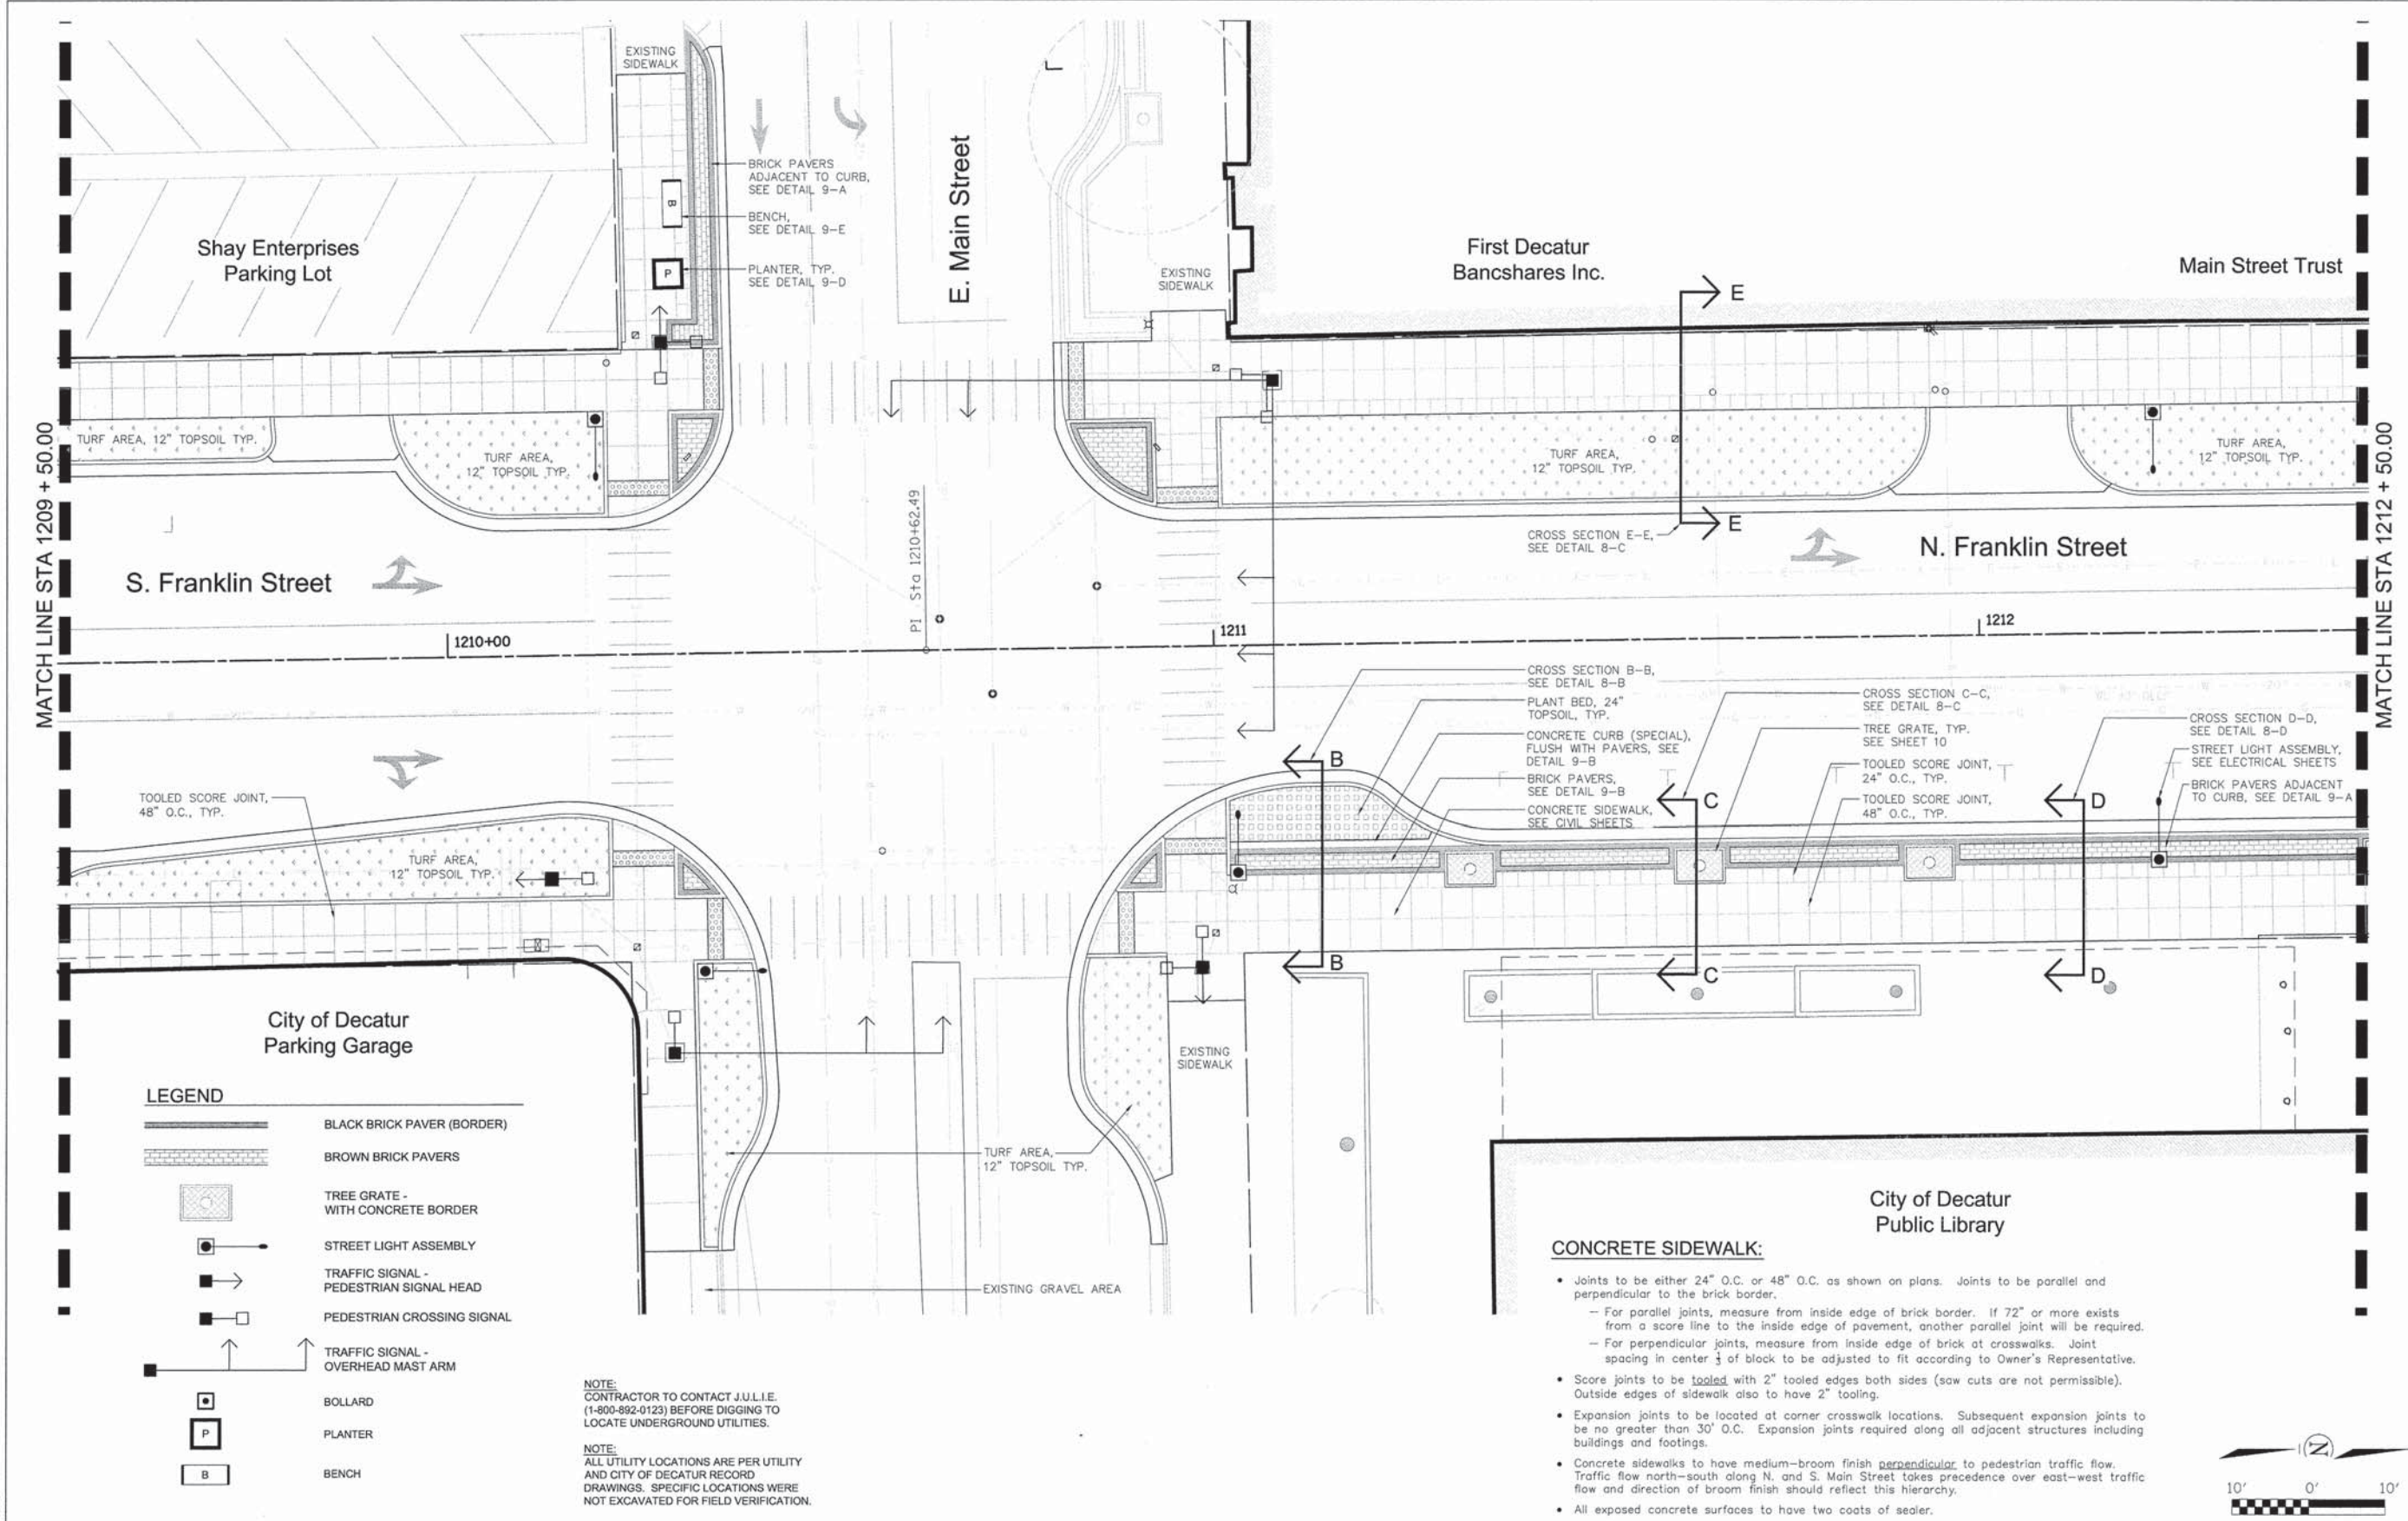 EXISTING
SIDEWALK
BRICK PAVERS
ADJACENT TO CURB,
SEE DETAIL 9-A
BENCH,
SEE DETAIL 9-E
PLANTER, TYP.
SEE DETAIL 9-D
B
P
E. Main Street
Shay Enterprises
Parking Lot
EXISTING
SIDEWALK
First Decatur
Bancshares Inc.
Main Street Trust
E
E
MATCH LINE STA 1209 + 50.00
MATCH LINE STA 1212 + 50.00
TURF AREA, 12" TOPSOIL TYP.
TURF AREA,
12" TOPSOIL TYP.
TURF AREA,
12" TOPSOIL TYP.
TURF AREA,
12" TOPSOIL TYP.
CROSS SECTION E-E,
SEE DETAIL 8-C
S. Franklin Street
N. Franklin Street
PI Sta 1210+62.49
1210+00
1211
1212
CROSS SECTION B-B,
SEE DETAIL 8-B
PLANT BED, 24"
TOPSOIL, TYP.
CONCRETE CURB (SPECIAL),
FLUSH WITH PAVERS, SEE
DETAIL 9-B
BRICK PAVERS,
SEE DETAIL 9-B
CONCRETE SIDEWALK,
SEE CIVIL SHEETS
CROSS SECTION C-C,
SEE DETAIL 8-C
TREE GRATE, TYP.
SEE SHEET 10
TOOLED SCORE JOINT,
24" O.C., TYP.
TOOLED SCORE JOINT,
48" O.C., TYP.
CROSS SECTION D-D,
SEE DETAIL 8-D
STREET LIGHT ASSEMBLY,
SEE ELECTRICAL SHEETS
BRICK PAVERS ADJACENT
TO CURB, SEE DETAIL 9-A
B
C
D
B
C
D
TOOLED SCORE JOINT,
48" O.C., TYP.
TURF AREA,
12" TOPSOIL TYP.
City of Decatur
Parking Garage
EXISTING
SIDEWALK
TURF AREA,
12" TOPSOIL TYP.
EXISTING GRAVEL AREA
City of Decatur
Public Library
LEGEND
BLACK BRICK PAVER (BORDER)
BROWN BRICK PAVERS
TREE GRATE -
WITH CONCRETE BORDER
STREET LIGHT ASSEMBLY
TRAFFIC SIGNAL -
PEDESTRIAN SIGNAL HEAD
PEDESTRIAN CROSSING SIGNAL
TRAFFIC SIGNAL -
OVERHEAD MAST ARM
BOLLARD
P PLANTER
B BENCH
NOTE:
CONTRACTOR TO CONTACT J.U.L.I.E.
(1-800-892-0123) BEFORE DIGGING TO
LOCATE UNDERGROUND UTILITIES.
NOTE:
ALL UTILITY LOCATIONS ARE PER UTILITY
AND CITY OF DECATUR RECORD
DRAWINGS. SPECIFIC LOCATIONS WERE
NOT EXCAVATED FOR FIELD VERIFICATION.
CONCRETE SIDEWALK:
• Joints to be either 24" O.C. or 48" O.C. as shown on plans. Joints to be parallel and
perpendicular to the brick border.
— For parallel joints, measure from inside edge of brick border. If 72" or more exists
from a score line to the inside edge of pavement, another parallel joint will be required.
— For perpendicular joints, measure from inside edge of brick at crosswalks. Joint
spacing in center of block to be adjusted to fit according to Owner's Representative.
• Score joints to be tooled with 2" tooled edges both sides (saw cuts are not permissible).
Outside edges of sidewalk also to have 2" tooling.
• Expansion joints to be located at corner crosswalk locations. Subsequent expansion joints to
be no greater than 30' O.C. Expansion joints required along all adjacent structures including
buildings and footings.
• Concrete sidewalks to have medium-broom finish perpendicular to pedestrian traffic flow.
Traffic flow north-south along N. and S. Main Street takes precedence over east-west traffic
flow and direction of broom finish should reflect this hierarchy.
• All exposed concrete surfaces to have two coats of sealer.
N
10' 0' 10'